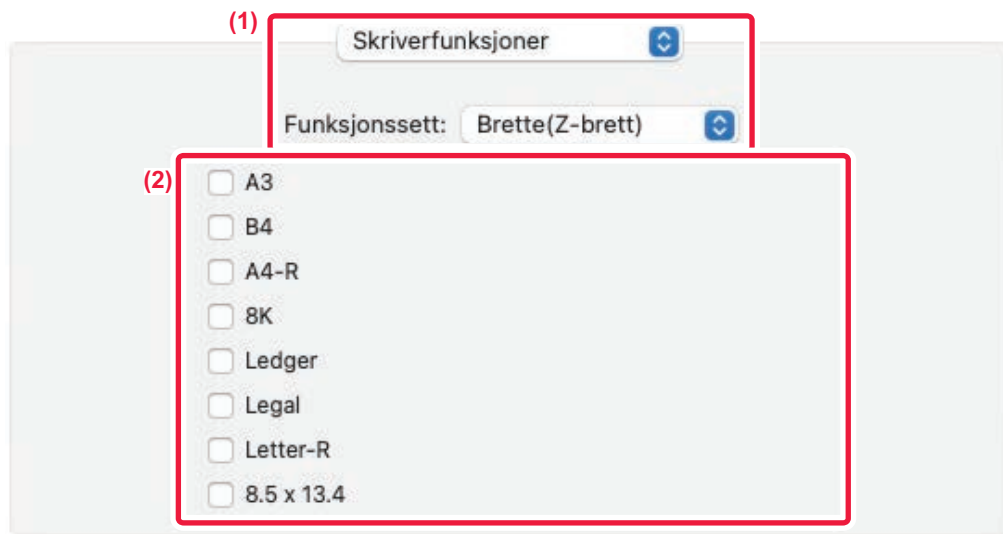 (1)
Skriverfunksjoner
Funksjonssett: Brette(Z-brett)
(2)
A3
B4
A4-R
8K
Ledger
Legal
Letter-R
8.5 x 13.4